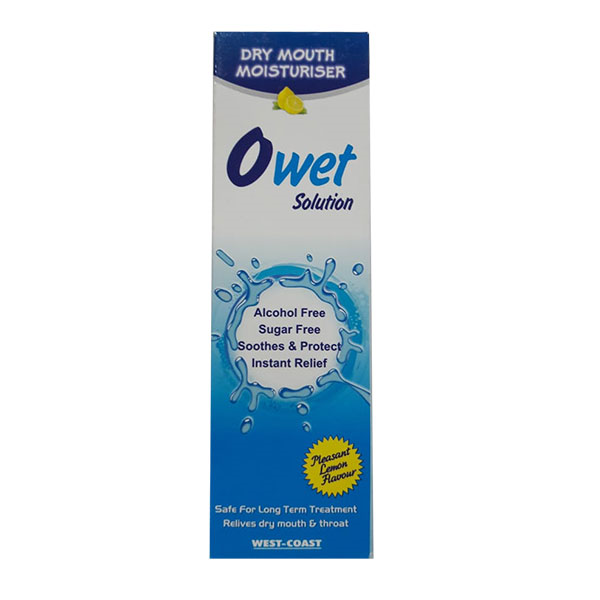 DRY MOUTH
MOISTURISER
Owet
Solution
Alcohol Free
Sugar Free
Soothes & Protect
Instant Relief
Pleasant
Lemon
Flavour
Safe For Long Term Treatment
Relives dry mouth & throat
WEST-COAST